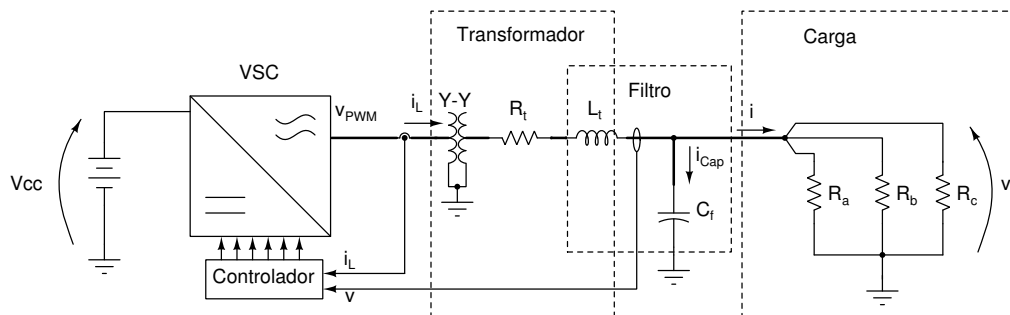 Transformador
Carga
VSC
Filtro
Y-Y
v_PWM
i_L
R_t
L_t
i
i_Cap
Vcc
C_f
R_a
R_b
R_c
v
Controlador
i_L
v